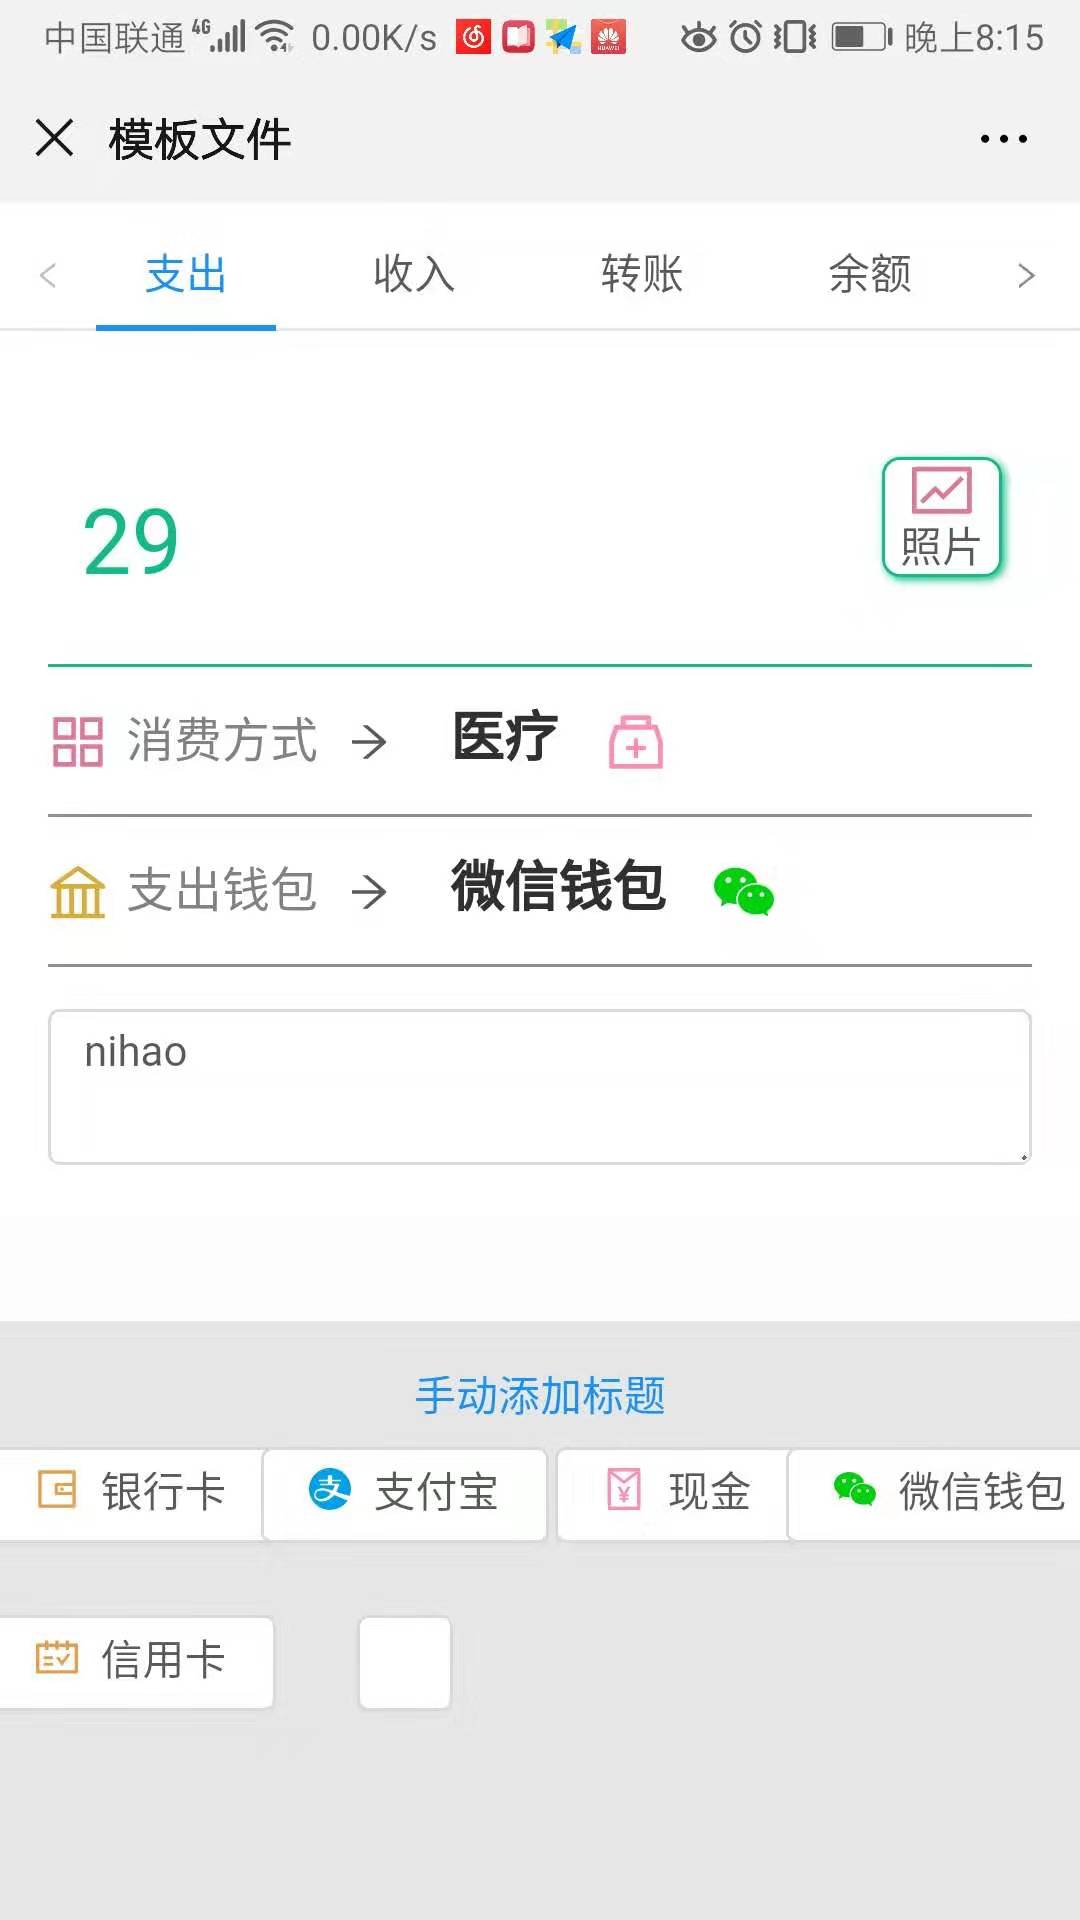 中国联通 4G 0.00K/s 晚上8:15
模板文件
支出 收入 转账 余额
29
照片
消费方式 医疗
支出钱包 微信钱包
nihao
手动添加标题
银行卡 支付宝 现金 微信钱包
信用卡